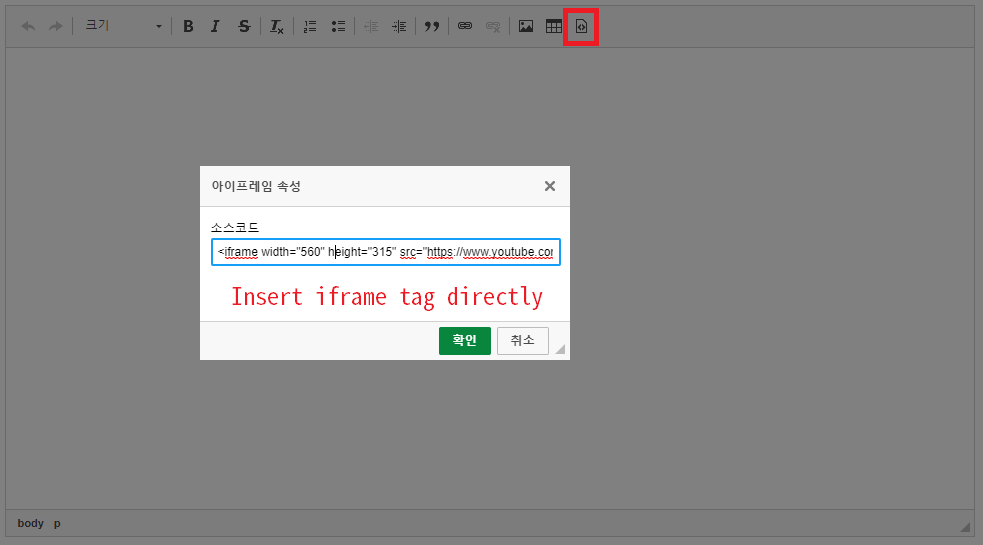 크기
B I S Ix
아이프레임 속성
소스코드
<iframe width="560" height="315" src="https://www.youtube.cor
Insert iframe tag directly
확인 취소
body p